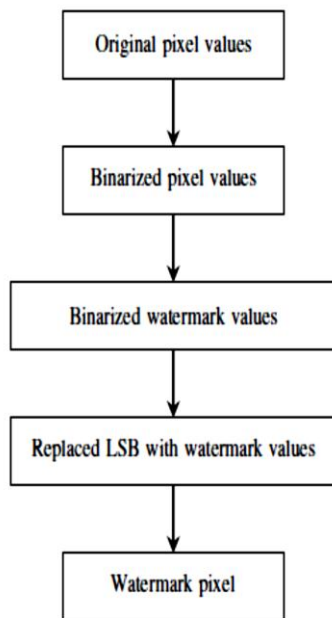 Original pixel values
Binarized pixel values
Binarized watermark values
Replaced LSB with watermark values
Watermark pixel